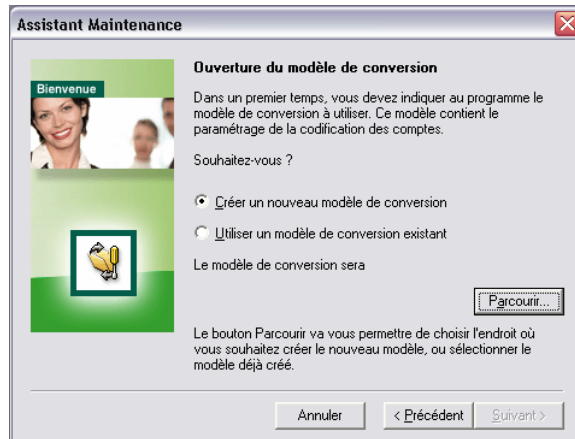 Assistant Maintenance
Bienvenue
Ouverture du modèle de conversion
Dans un premier temps, vous devez indiquer au programme le
modèle de conversion à utiliser. Ce modèle contient le
paramétrage de la codification des comptes.
Souhaitez-vous ?
Créer un nouveau modèle de conversion
Utiliser un modèle de conversion existant
Le modèle de conversion sera
Parcourir...
Le bouton Parcourir va vous permettre de choisir l'endroit où
vous souhaitez créer le nouveau modèle, ou sélectionner le
modèle déjà créé.
Annuler
< Précédent
Suivant >